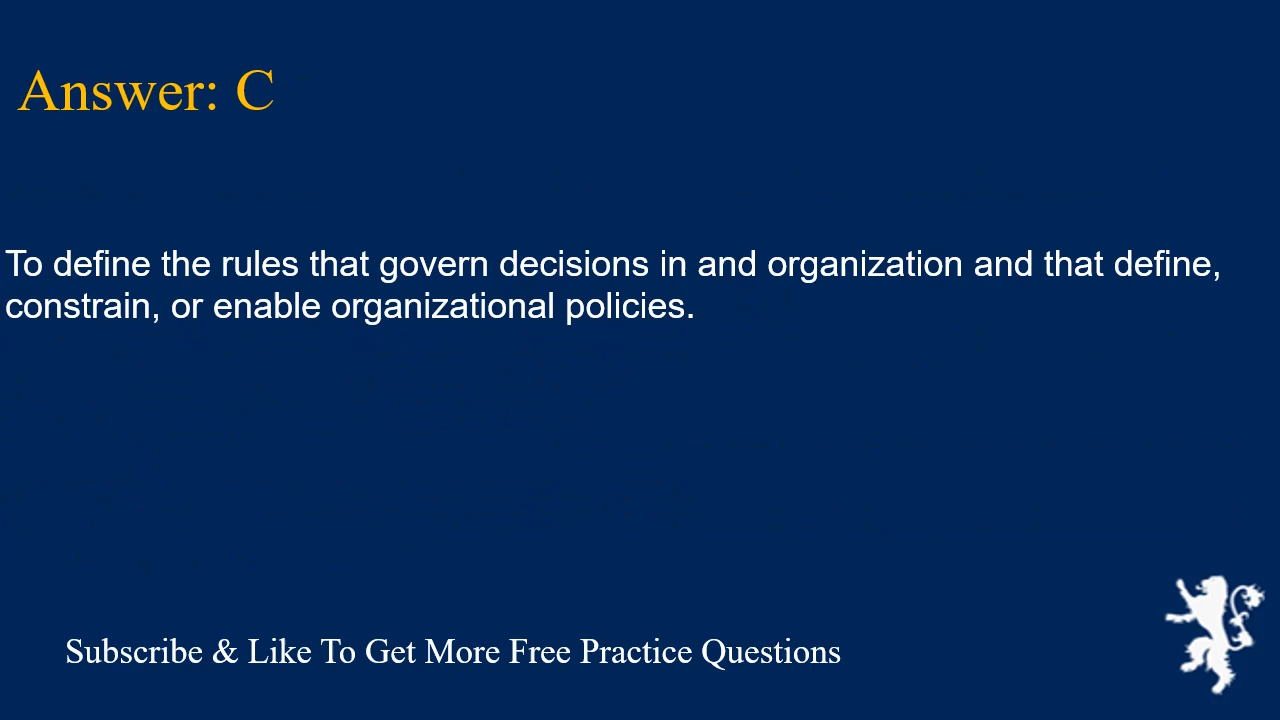 Answer: C
To define the rules that govern decisions in and organization and that define,
constrain, or enable organizational policies.
Subscribe & Like To Get More Free Practice Questions